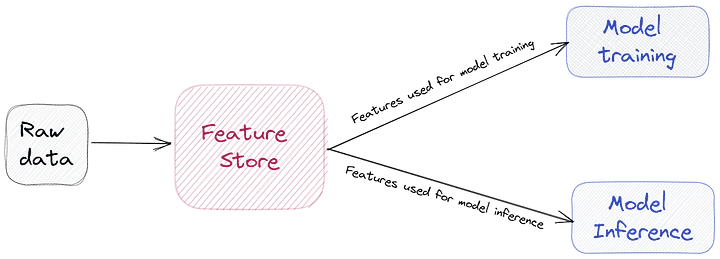 Raw
data
Feature
Store
Features used for model training
Features used for model inference
Model
training
Model
Inference